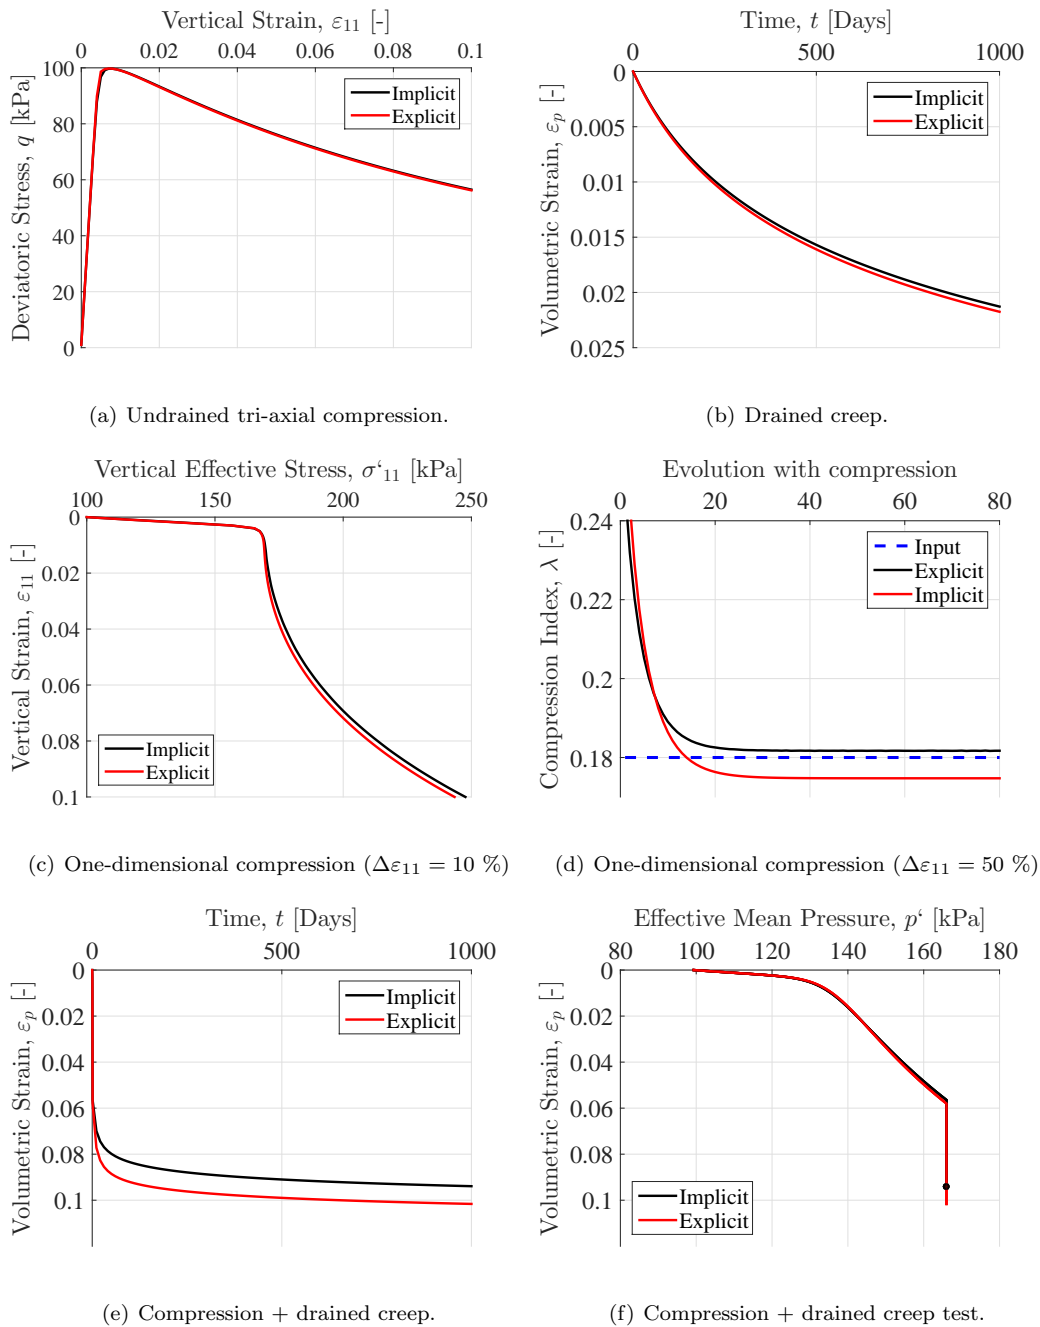 Vertical Strain, ε11 [-]
0 0.02 0.04 0.06 0.08 0.1
Deviatoric Stress, q [kPa]
100
80
60
40
20
0
Implicit
Explicit
(a) Undrained tri-axial compression.
Time, t [Days]
0 500 1000
Volumetric Strain, εp [-]
0
0.005
0.01
0.015
0.02
0.025
Implicit
Explicit
(b) Drained creep.
Vertical Effective Stress, σ‘11 [kPa]
100 150 200 250
Vertical Strain, ε11 [-]
0
0.02
0.04
0.06
0.08
0.1
Implicit
Explicit
(c) One-dimensional compression (Δε11 = 10 %)
Evolution with compression
0 20 40 60 80
Compression Index, λ [-]
0.24
0.22
0.2
0.18
Input
Explicit
Implicit
(d) One-dimensional compression (Δε11 = 50 %)
Time, t [Days]
0 500 1000
Volumetric Strain, εp [-]
0
0.02
0.04
0.06
0.08
0.1
Implicit
Explicit
(e) Compression + drained creep.
Effective Mean Pressure, p‘ [kPa]
80 100 120 140 160 180
Volumetric Strain, εp [-]
0
0.02
0.04
0.06
0.08
0.1
Implicit
Explicit
(f) Compression + drained creep test.